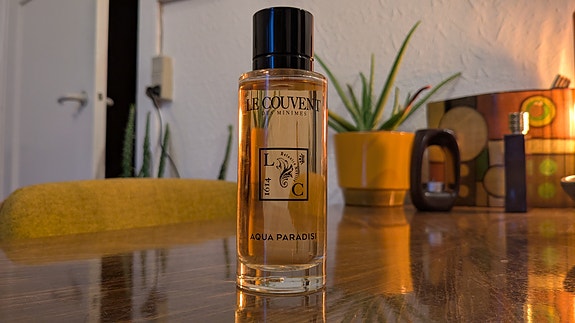 LE COUVENT
DES MINIMES
L
1614
C
AQUA PARADISI